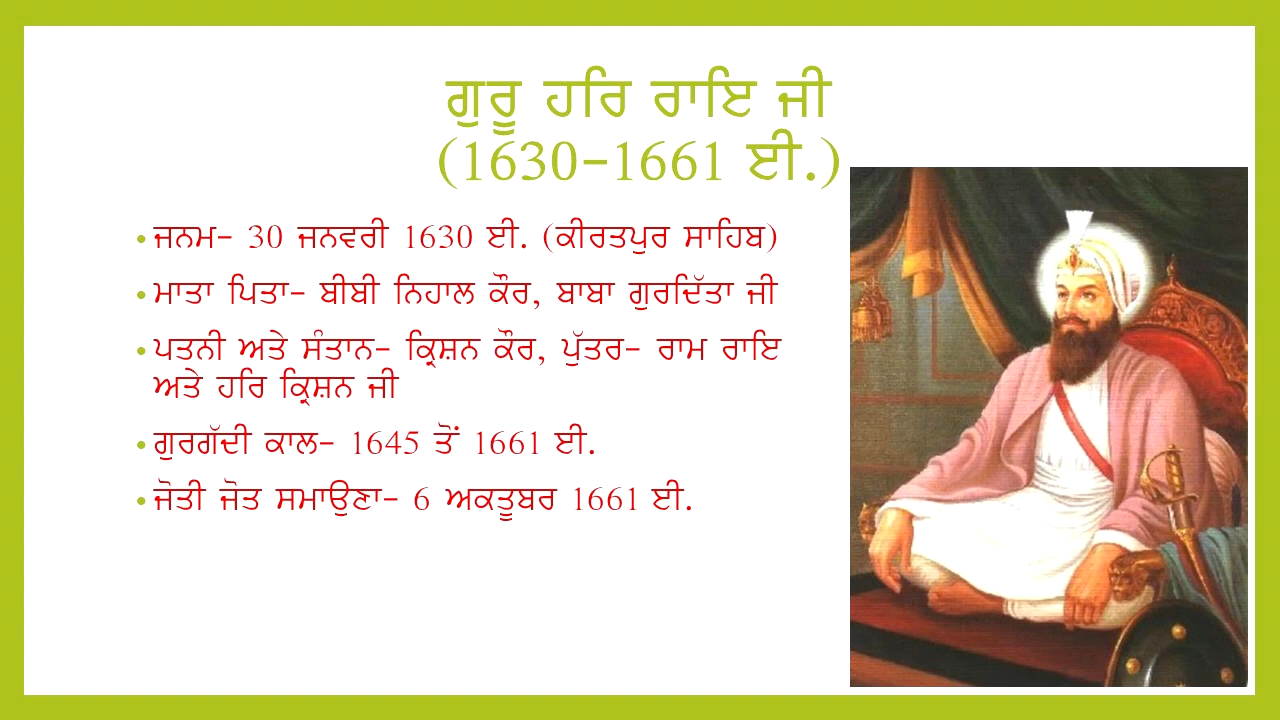 ਗੁਰੂ ਹਰਿ ਰਾਇ ਜੀ
(1630-1661 ਈ.)
• ਜਨਮ- 30 ਜਨਵਰੀ 1630 ਈ. (ਕੀਰਤਪੁਰ ਸਾਹਿਬ)
• ਮਾਤਾ ਪਿਤਾ- ਬੀਬੀ ਨਿਹਾਲ ਕੌਰ, ਬਾਬਾ ਗੁਰਦਿੱਤਾ ਜੀ
• ਪਤਨੀ ਅਤੇ ਸੰਤਾਨ- ਕ੍ਰਿਸ਼ਨ ਕੌਰ, ਪੁੱਤਰ- ਰਾਮ ਰਾਇ
ਅਤੇ ਹਰਿ ਕ੍ਰਿਸ਼ਨ ਜੀ
• ਗੁਰਗੱਦੀ ਕਾਲ- 1645 ਤੋਂ 1661 ਈ.
• ਜੋਤੀ ਜੋਤ ਸਮਾਉਣਾ- 6 ਅਕਤੂਬਰ 1661 ਈ.